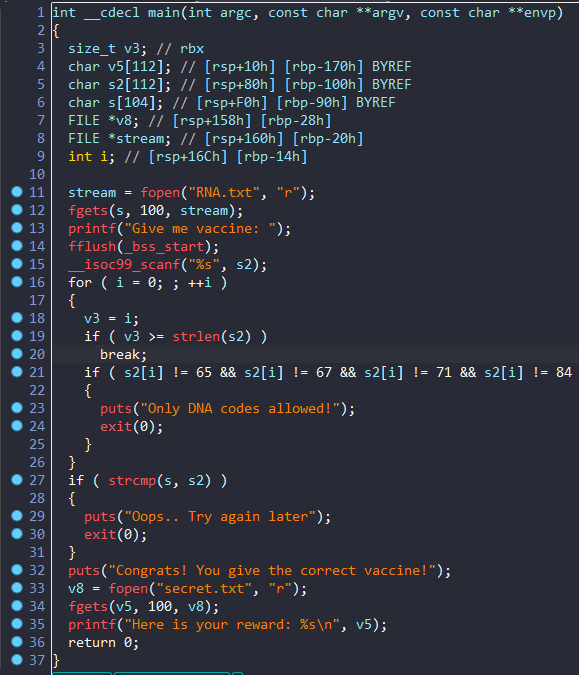 1 int __cdecl main(int argc, const char **argv, const char **envp)
2 {
3   size_t v3; // rbx
4   char v5[112]; // [rsp+10h] [rbp-170h] BYREF
5   char s2[112]; // [rsp+80h] [rbp-100h] BYREF
6   char s[104]; // [rsp+F0h] [rbp-90h] BYREF
7   FILE *v8; // [rsp+158h] [rbp-28h]
8   FILE *stream; // [rsp+160h] [rbp-20h]
9   int i; // [rsp+16Ch] [rbp-14h]
10
11   stream = fopen("RNA.txt", "r");
12   fgets(s, 100, stream);
13   printf("Give me vaccine: ");
14   fflush(_bss_start);
15   __isoc99_scanf("%s", s2);
16   for ( i = 0; ; ++i )
17   {
18     v3 = i;
19     if ( v3 >= strlen(s2) )
20       break;
21     if ( s2[i] != 65 && s2[i] != 67 && s2[i] != 71 && s2[i] != 84
22     {
23       puts("Only DNA codes allowed!");
24       exit(0);
25     }
26   }
27   if ( strcmp(s, s2) )
28   {
29     puts("Oops.. Try again later");
30     exit(0);
31   }
32   puts("Congrats! You give the correct vaccine!");
33   v8 = fopen("secret.txt", "r");
34   fgets(v5, 100, v8);
35   printf("Here is your reward: %s\n", v5);
36   return 0;
37 }